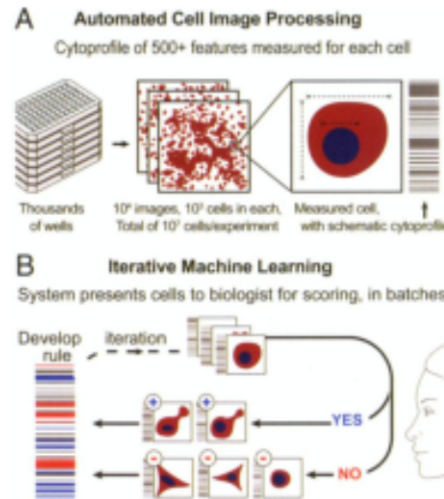 A
Automated Cell Image Processing
Cytoprofile of 500+ features measured for each cell
Thousands
of wells
10⁴ images, 10³ cells in each,
Total of 10⁷ cells/experiment
Measured cell,
with schematic cytoprofile
B
Iterative Machine Learning
System presents cells to biologist for scoring, in batches
Develop
rule
iteration
+
+
YES
-
-
-
NO